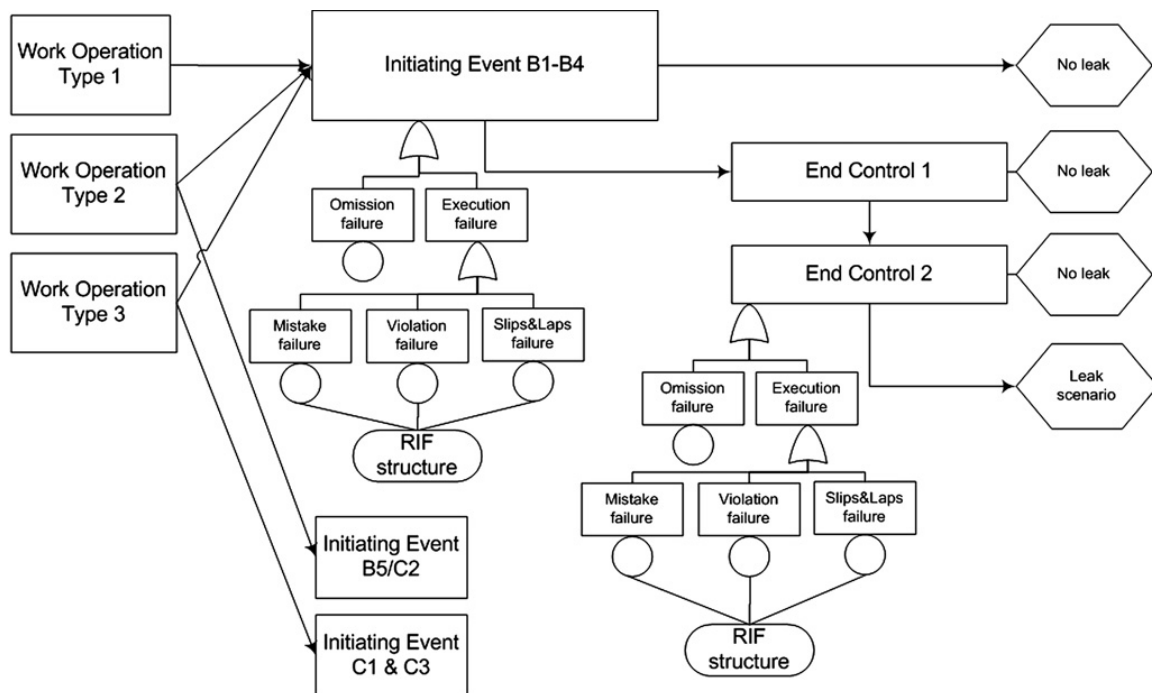 Work Operation
Type 1
Initiating Event B1-B4
No leak
Work Operation
Type 2
End Control 1
No leak
Omission
failure
Execution
failure
Work Operation
Type 3
End Control 2
No leak
Mistake
failure
Violation
failure
Slips&Laps
failure
Omission
failure
Execution
failure
Leak
scenario
RIF
structure
Mistake
failure
Violation
failure
Slips&Laps
failure
Initiating Event
B5/C2
Initiating Event
C1 & C3
RIF
structure